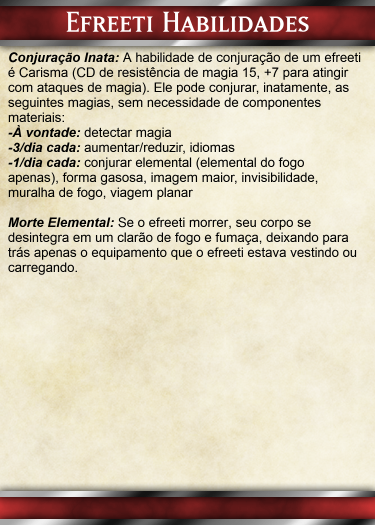 Efreeti Habilidades
Conjuração Inata: A habilidade de conjuração de um efreeti
é Carisma (CD de resistência de magia 15, +7 para atingir
com ataques de magia). Ele pode conjurar, inatamente, as
seguintes magias, sem necessidade de componentes
materiais:
-À vontade: detectar magia
-3/dia cada: aumentar/reduzir, idiomas
-1/dia cada: conjurar elemental (elemental do fogo
apenas), forma gasosa, imagem maior, invisibilidade,
muralha de fogo, viagem planar
Morte Elemental: Se o efreeti morrer, seu corpo se
desintegra em um clarão de fogo e fumaça, deixando para
trás apenas o equipamento que o efreeti estava vestindo ou
carregando.